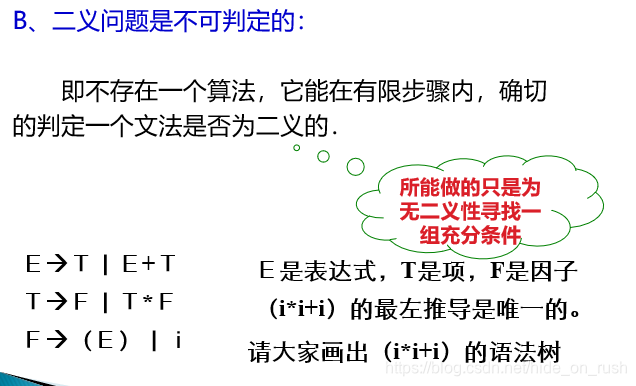 B、二义问题是不可判定的：
即不存在一个算法，它能在有限步骤内，确切
的判定一个文法是否为二义的．
所能做的只是为
无二义性寻找一
组充分条件
E→T | E+T
T→F | T*F
F→（E） | i
E是表达式，T是项，F是因子
（i*i+i）的最左推导是唯一的。
请大家画出（i*i+i）的语法树
https://blog.csdn.net/hide_on_rush